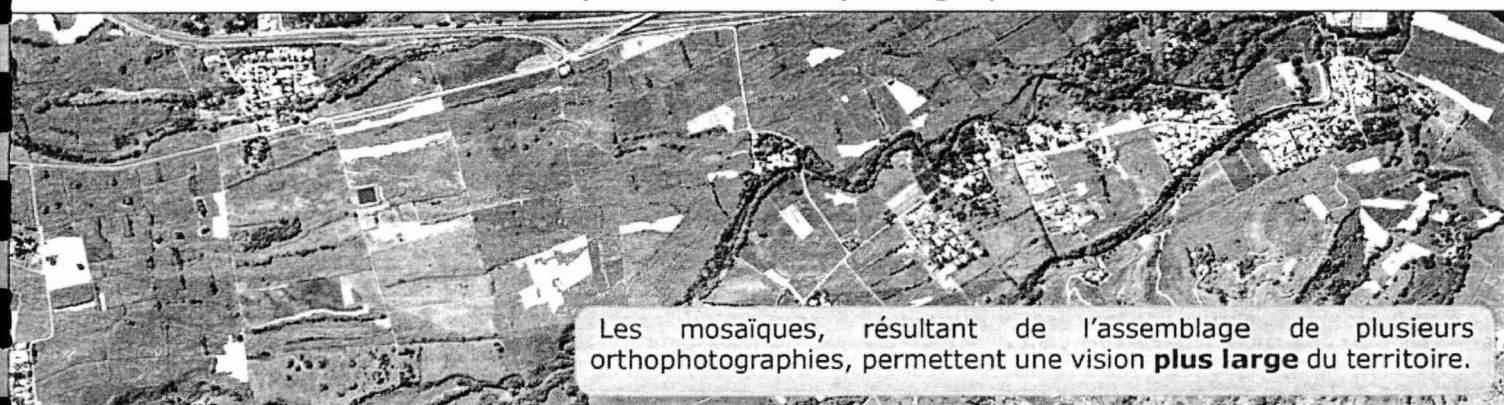 Les mosaïques, résultant de l'assemblage de plusieurs
orthophotographies, permettent une vision plus large du territoire.